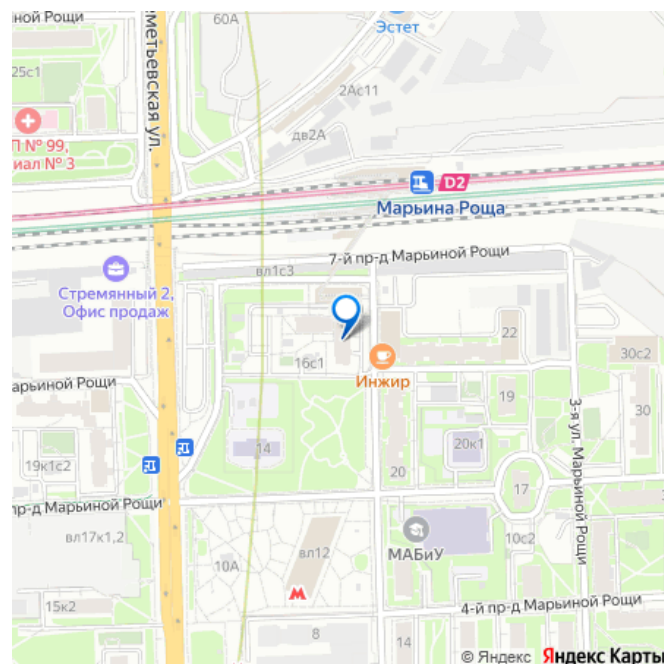 ной Рощи
60А
Эстет
метьевская ул.
25с1
2Ас11
П № 99,
иал № 3
дв2А
D2
Марьина Роща
7-й пр-д Марьиной Рощи
вл1с3
Стремянный 2,
Офис продаж
22
30с2
16с1
Инжир
арьиной Рощи
19
30
3-я ул. Марьиной Рощи
14
20к1
19к1с2
20
17
пр-д Марьиной Рощи
вл17к1,2
вл12
МАБиУ
10с2
10А
15к2
4-й пр-д Марьиной Рощи
8
14
© Яндекс Яндекс Карты